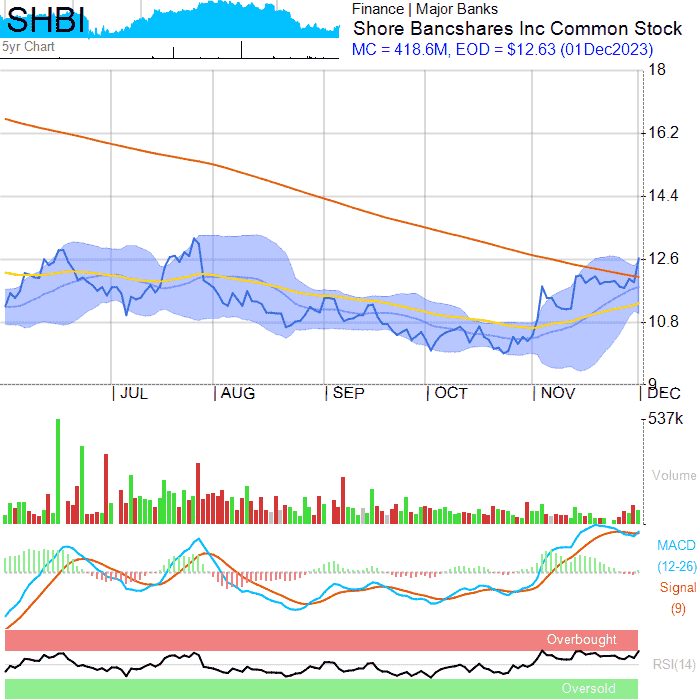 SHBI
5yr Chart
Finance | Major Banks
Shore Bancshares Inc Common Stock
MC = 418.6M, EOD = $12.63 (01Dec2023)
18
16.2
14.4
12.6
10.8
9
JUL AUG SEP OCT NOV DEC
537k
Volume
MACD
(12-26)
Signal
(9)
Overbought
RSI(14)
Oversold